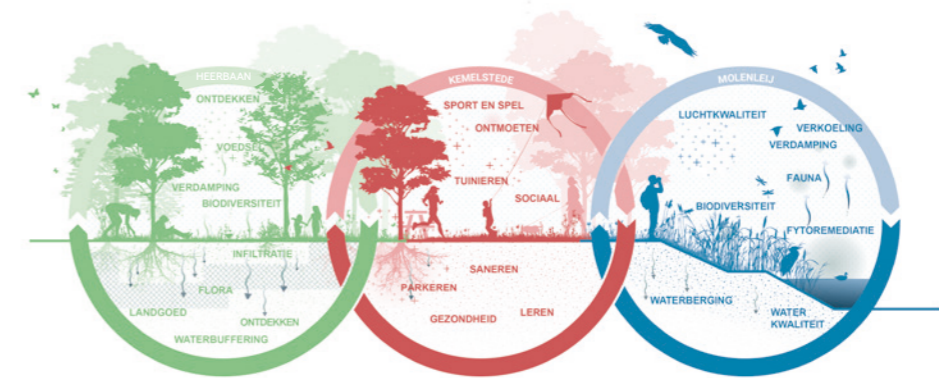 HEERBAAN
ONTDEKKEN
VOEDSEL
VERDAMPING
BIODIVERSITEIT
INFILTRATIE
FLORA
LANDGOED
ONTDEKKEN
WATERBUFFERING
KEMELSTEDE
SPORT EN SPEL
ONTMOETEN
TUINIEREN
SOCIAAL
SANEREN
PARKEREN
LEREN
GEZONDHEID
MOLENLEIJ
LUCHTKWALITEIT
VERKOELING
VERDAMPING
FAUNA
BIODIVERSITEIT
FYTOREMEDIATIE
WATERBERGING
WATER
KWALITEIT